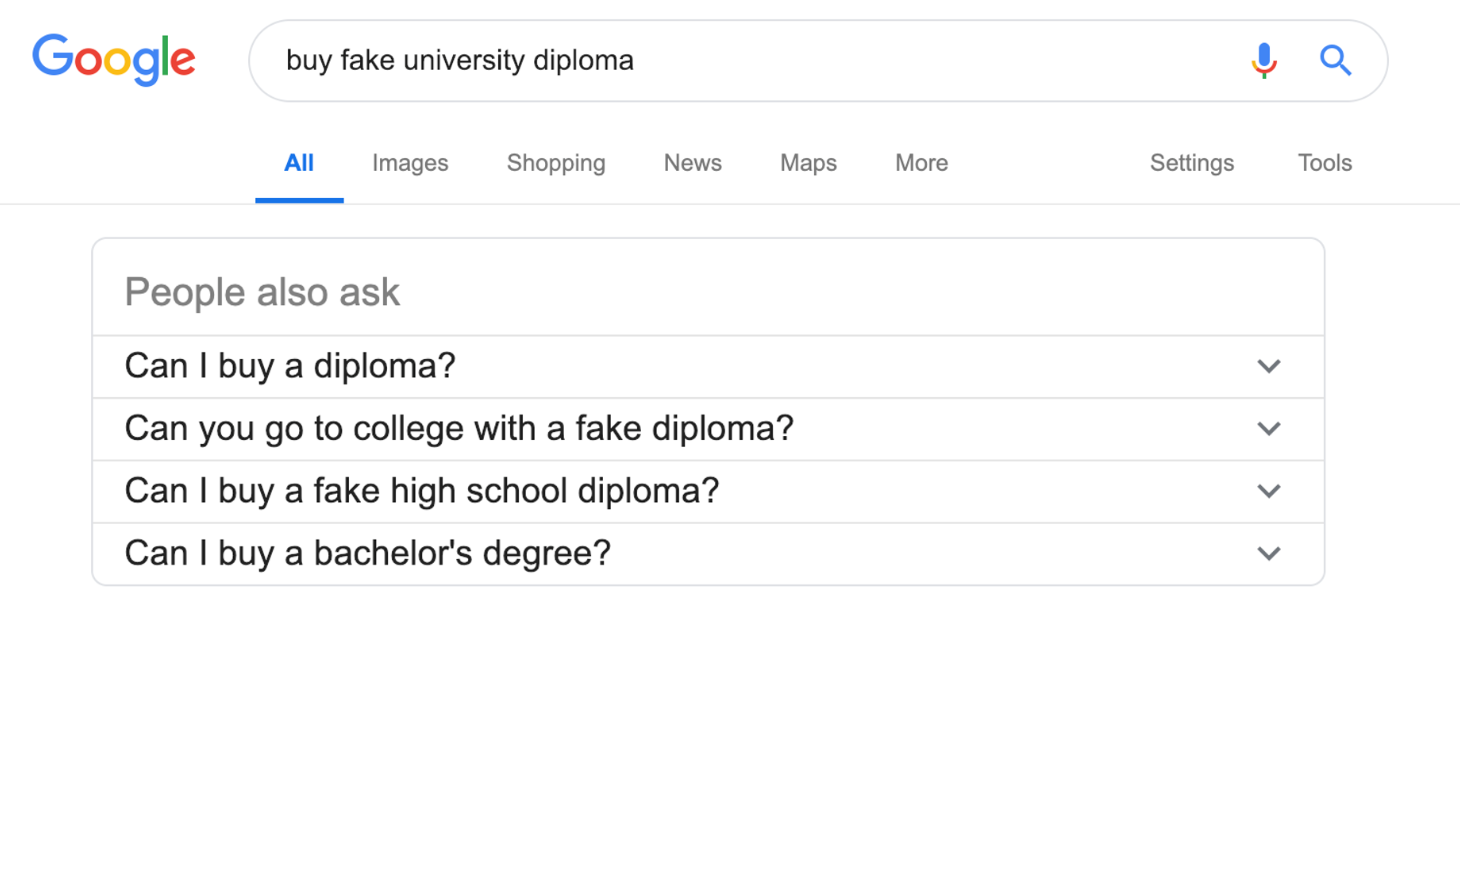 Google
buy fake university diploma
All Images Shopping News Maps More Settings Tools
People also ask
Can I buy a diploma?
Can you go to college with a fake diploma?
Can I buy a fake high school diploma?
Can I buy a bachelor's degree?